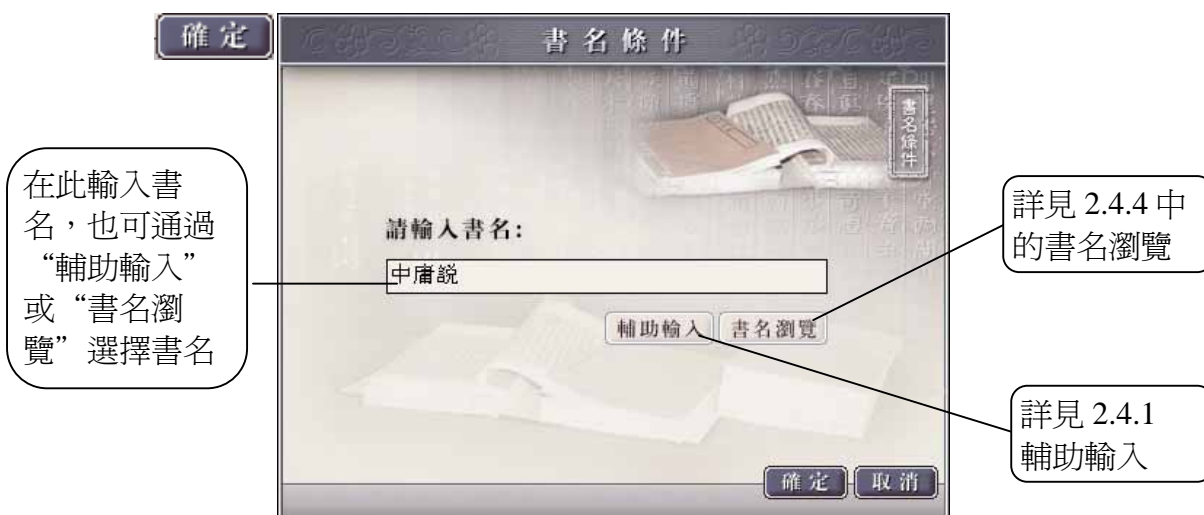 確定
書名條件
書名條件
在此輸入書
名，也可通過
“輔助輸入”
或“書名瀏
覽”選擇書名
請輸入書名:
中庸説
輔助輸入
書名瀏覽
詳見 2.4.4 中
的書名瀏覽
詳見 2.4.1
輔助輸入
確定
取消